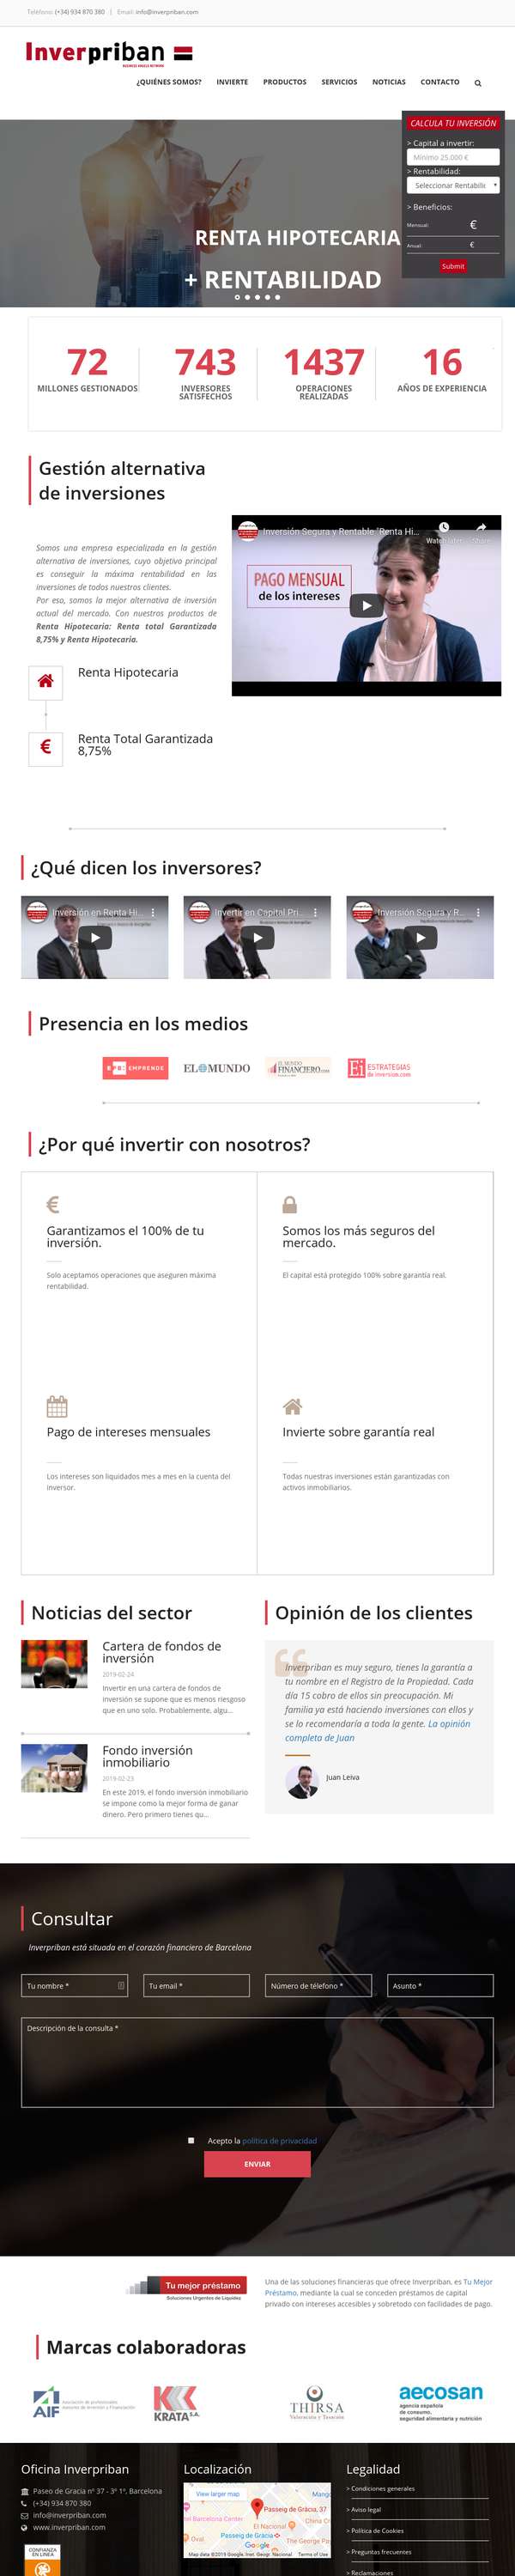 Teléfono: (+34) 934 870 380 | Email: info@inverpriban.com
Inverpriban
BUSINESS ANGELS NETWORK
¿QUIÉNES SOMOS? INVIERTE PRODUCTOS SERVICIOS NOTICIAS CONTACTO
CALCULA TU INVERSIÓN
> Capital a invertir:
Mínimo 25.000 €
> Rentabilidad:
Seleccionar Rentabilic
> Beneficios:
Mensual: €
Anual: €
Submit
RENTA HIPOTECARIA
+ RENTABILIDAD
72
MILLONES GESTIONADOS
743
INVERSORES
SATISFECHOS
1437
OPERACIONES
REALIZADAS
16
AÑOS DE EXPERIENCIA
Gestión alternativa
de inversiones
Somos una empresa especializada en la gestión
alternativa de inversiones, cuyo objetivo principal
es conseguir la máxima rentabilidad en las
inversiones de todos nuestros clientes.
Por eso, somos la mejor alternativa de inversión
actual del mercado. Con nuestros productos de
Renta Hipotecaria: Renta total Garantizada
8,75% y Renta Hipotecaria.
Inversión Segura y Rentable "Renta Hi...
Watch later Share
PAGO MENSUAL
de los intereses
Renta Hipotecaria
€
Renta Total Garantizada
8,75%
¿Qué dicen los inversores?
Inversión en Renta Hi...
Invertir en Capital Pri...
Inversión Segura y R...
Presencia en los medios
EMPRENDE
EL MUNDO
EL MUNDO
FINANCIERO.COM
Ei ESTRATEGIAS
de inversion.com
¿Por qué invertir con nosotros?
€
Garantizamos el 100% de tu
inversión.
Solo aceptamos operaciones que aseguren máxima
rentabilidad.
Somos los más seguros del
mercado.
El capital está protegido 100% sobre garantía real.
Pago de intereses mensuales
Los intereses son liquidados mes a mes en la cuenta del
inversor.
Invierte sobre garantía real
Todas nuestras inversiones están garantizadas con
activos inmobiliarios.
Noticias del sector
Cartera de fondos de
inversión
2019-02-24
Invertir en una cartera de fondos de
inversión se supone que es menos riesgoso
que en uno solo. Probablemente, algu...
Fondo inversión
inmobiliario
2019-02-23
En este 2019, el fondo inversión inmobiliario
se impone como la mejor forma de ganar
dinero. Pero primero tienes qu...
Opinión de los clientes
Inverpriban es muy seguro, tienes la garantía a
tu nombre en el Registro de la Propiedad. Cada
día 15 cobro de ellos sin preocupación. Mi
familia ya está haciendo inversiones con ellos y
se lo recomendaría a toda la gente. La opinión
completa de Juan
Juan Leiva
Consultar
Inverpriban está situada en el corazón financiero de Barcelona
Tu nombre *
Tu email *
Número de télefono *
Asunto *
Descripción de la consulta *
Acepto la política de privacidad
ENVIAR
Tu mejor préstamo
Soluciones Urgentes de Liquidez
Una de las soluciones financieras que ofrece Inverpriban, es Tu Mejor
Préstamo, mediante la cual se conceden préstamos de capital
privado con intereses accesibles y sobretodo con facilidades de pago.
Marcas colaboradoras
AIF Asociación de profesionales
Asesores de Inversión y Financiación
KRATA S.A.
THIRSA
Valoración y Tasación
aecosan
agencia española
de consumo,
seguridad alimentaria y nutrición
Oficina Inverpriban
Paseo de Gracia nº 37 - 3º 1ª, Barcelona
(+34) 934 870 380
info@inverpriban.com
www.inverpriban.com
CONFIANZA
EN LINEA
Localización
View larger map
Passeig de Gràcia, 37
Barcelona Center
El Nacional
Passeig de Gràcia
Oval
Google
Map data ©2019 Google, Inst. Geogr. Nacional Terms of Use
Legalidad
> Condiciones generales
> Aviso legal
> Política de Cookies
> Preguntas frecuentes
> Reclamaciones